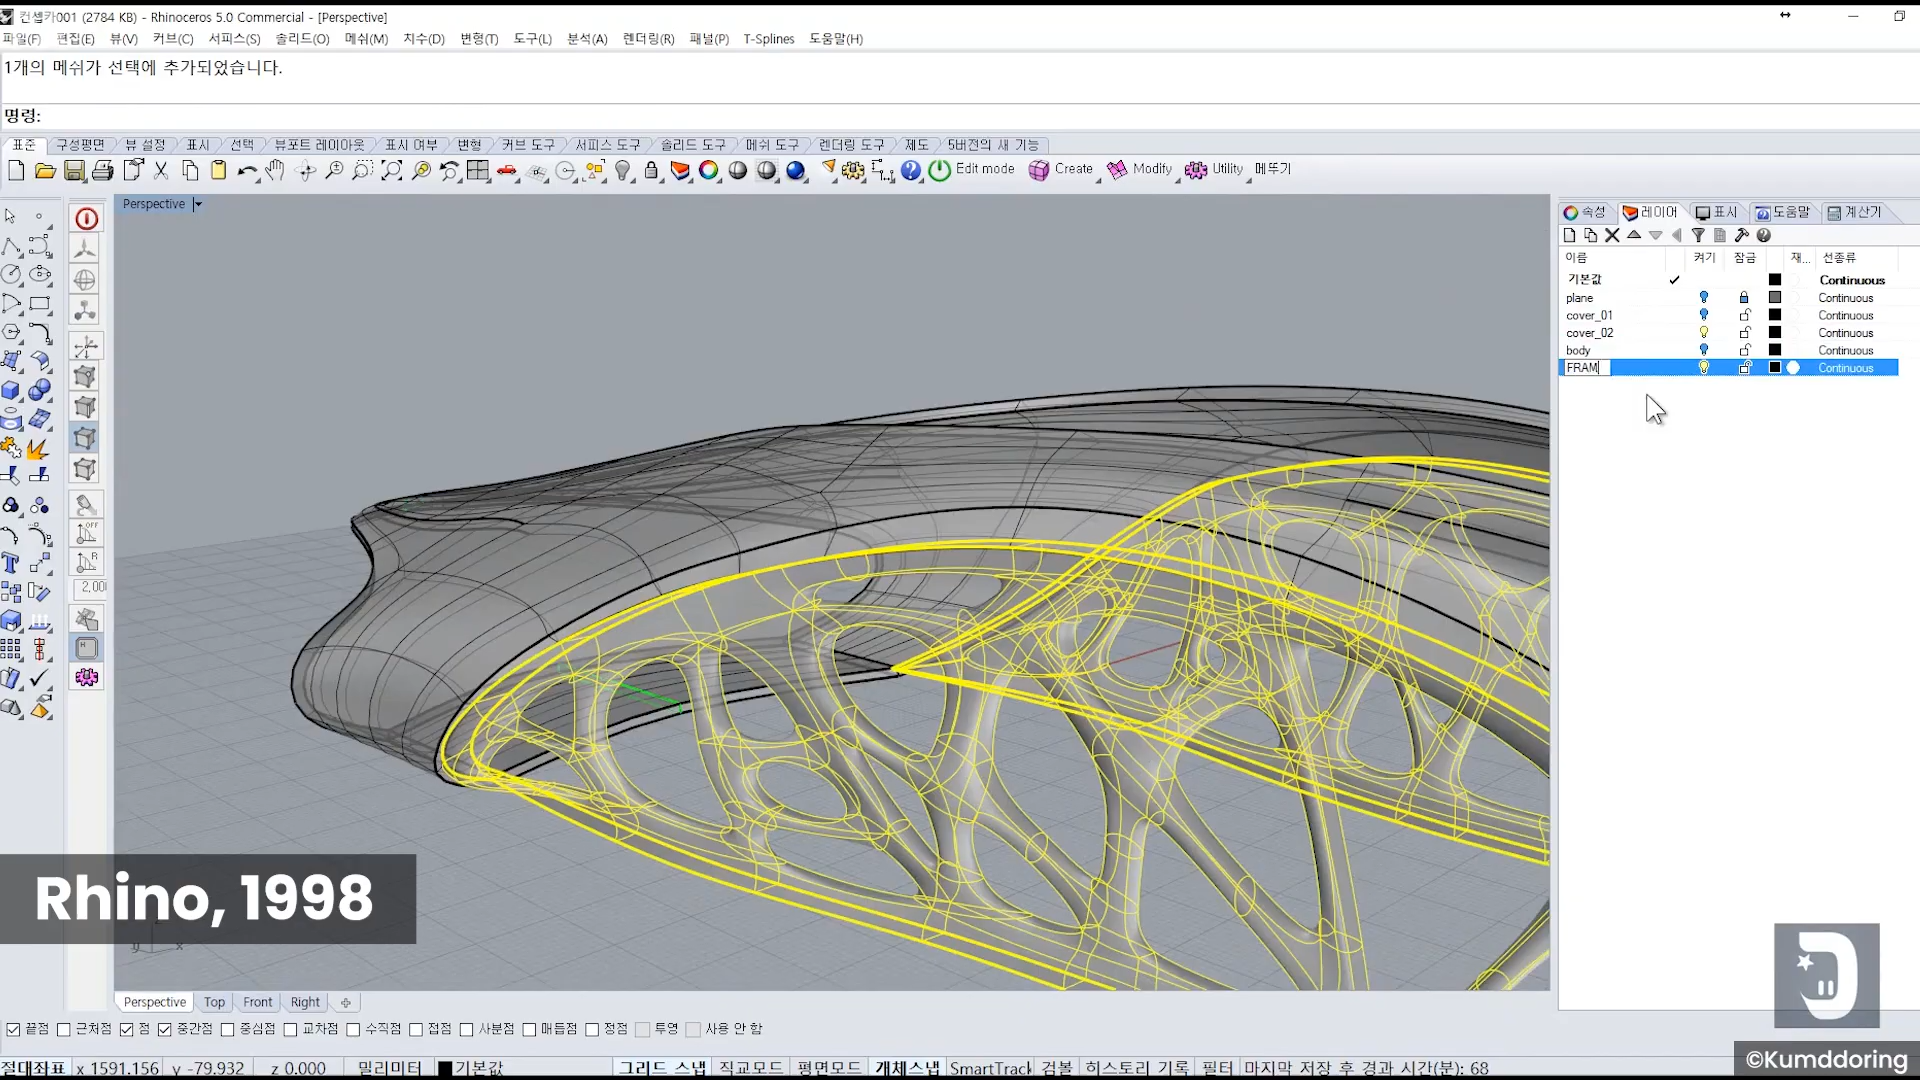 컨셉카001 (2784 KB) - Rhinoceros 5.0 Commercial - [Perspective]
파일(F) 편집(E) 뷰(V) 커브(C) 서피스(S) 솔리드(O) 메쉬(M) 치수(D) 변형(T) 도구(L) 분석(A) 렌더링(R) 패널(P) T-Splines 도움말(H)
1개의 메쉬가 선택에 추가되었습니다.
명령:
표준 구성평면 뷰 설정 표시 선택 뷰포트 레이아웃 표시 여부 변형 커브 도구 서피스 도구 솔리드 도구 메쉬 도구 렌더링 도구 제도 5버전의 새 기능
Edit mode Create Modify Utility 메뚜기
Perspective
속성 레이어 표시 도움말 계산기
이름 켜기 잠금 재... 선종류
기본값 Continuous
plane Continuous
cover_01 Continuous
cover_02 Continuous
body Continuous
FRAM Continuous
2,00
Rhino, 1998
Perspective Top Front Right
끝점 근처점 점 중간점 중심점 교차점 수직점 접점 사분점 매듭점 정점 투영 사용 안 함
절대좌표 x 1591.156 y -79.932 z 0.000 밀리미터 기본값 그리드 스냅 직교모드 평면모드 개체스냅 SmartTrack 검볼 히스토리 기록 필터 마지막 저장 후 경과 시간(분): 68
©Kumddoring